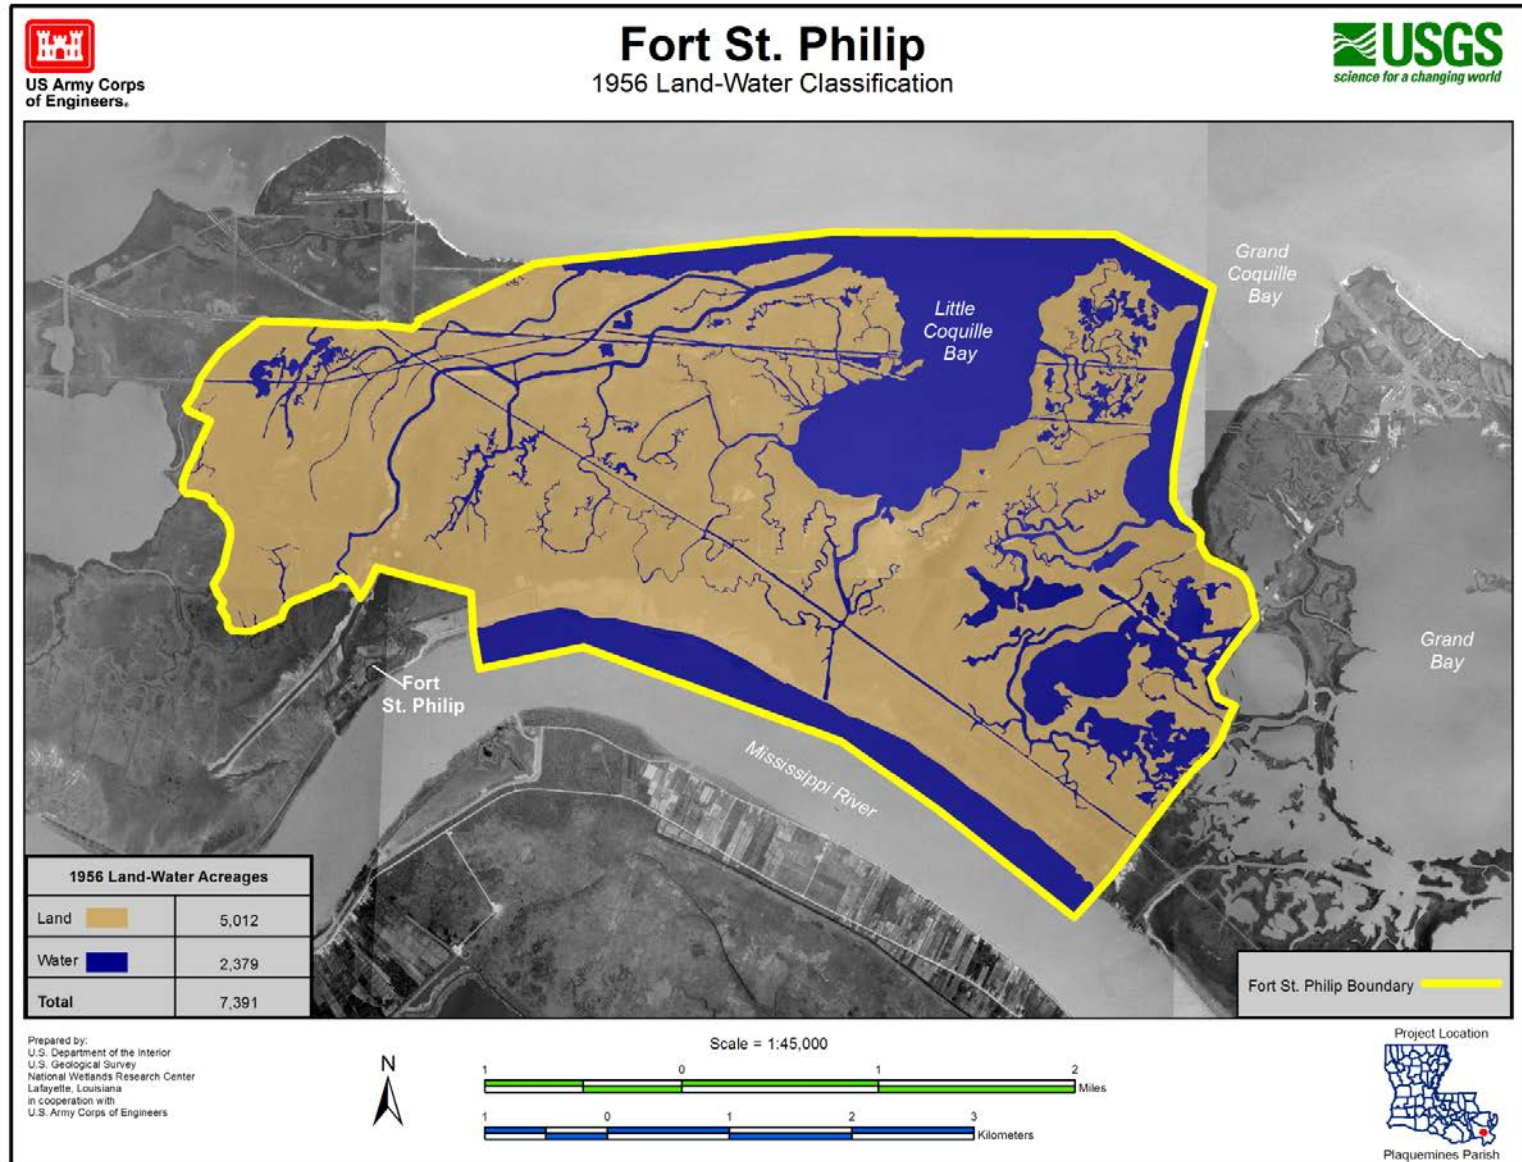 US Army Corps
of Engineers®
Fort St. Philip
1956 Land-Water Classification
USGS
science for a changing world
Grand
Coquille
Bay
Little
Coquille
Bay
Grand
Bay
Fort
St. Philip
Mississippi River
1956 Land-Water Acreages
Land 5,012
Water 2,379
Total 7,391
Fort St. Philip Boundary
Prepared by:
U.S. Department of the Interior
U.S. Geological Survey
National Wetlands Research Center
Lafayette, Louisiana
in cooperation with
U.S. Army Corps of Engineers
N
Scale = 1:45,000
1 0 1 2
Miles
1 0 1 2 3
Kilometers
Project Location
Plaquemines Parish